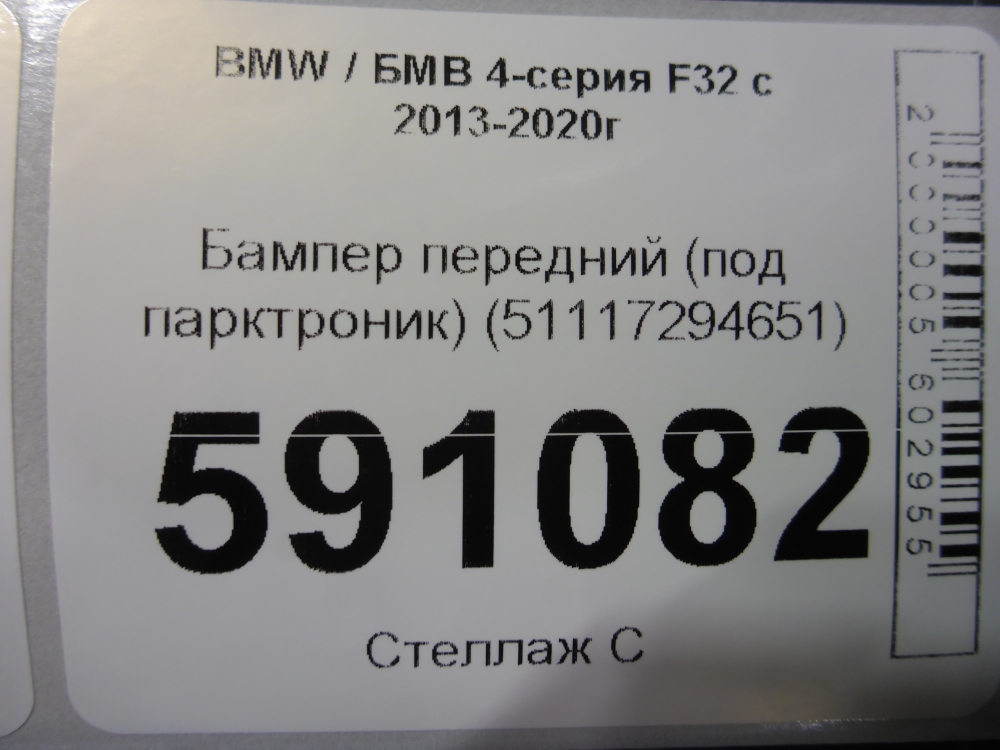 BMW / БМВ 4-серия F32 с
2013-2020г
Бампер передний (под
парктроник) (51117294651)
591082
Стеллаж С
2000005602955